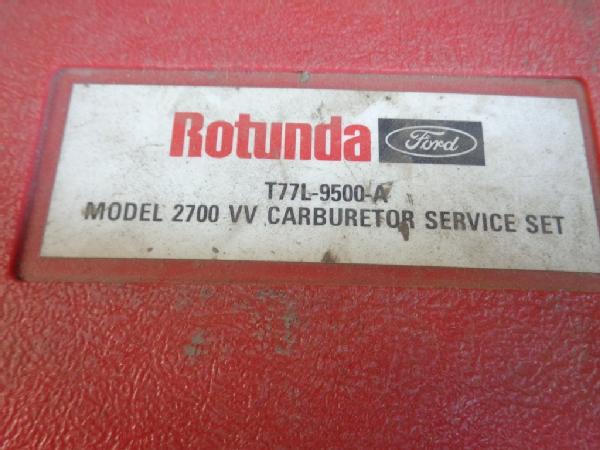 Rotunda Ford
T77L-9500-A
MODEL 2700 VV CARBURETOR SERVICE SET